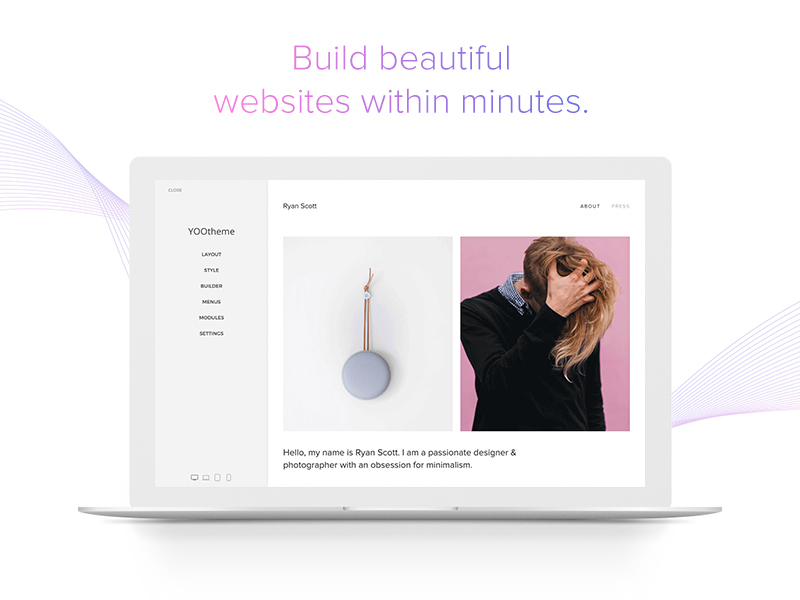 Build beautiful
websites within minutes.
CLOSE
YOOtheme
LAYOUT
STYLE
BUILDER
MENUS
MODULES
SETTINGS
Ryan Scott
ABOUT PRESS
Hello, my name is Ryan Scott. I am a passionate designer &
photographer with an obsession for minimalism.